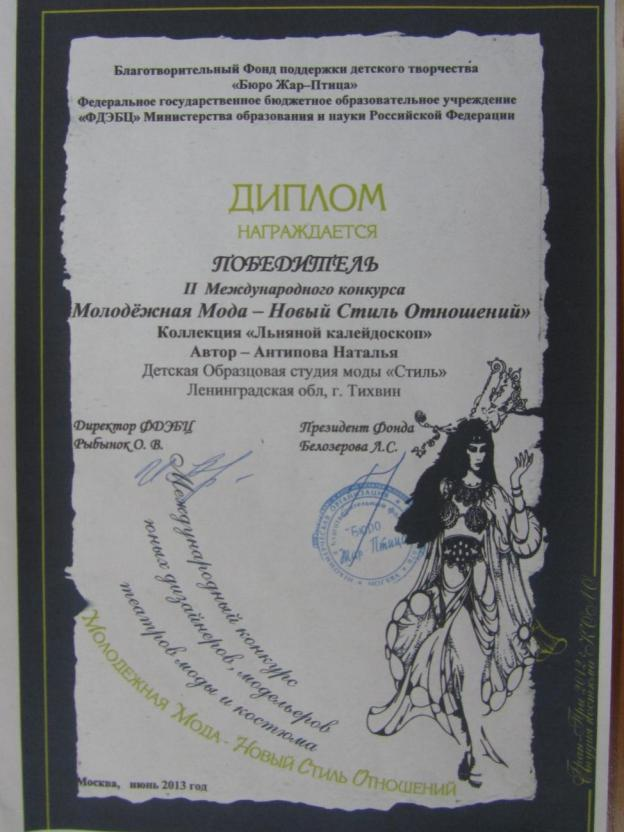 Благотворительный Фонд поддержки детского творчества
«Бюро Жар–Птица»
Федеральное государственное бюджетное образовательное учреждение
«ФДЭБЦ» Министерства образования и науки Российской Федерации
ДИПЛОМ
НАГРАЖДАЕТСЯ
ПОБЕДИТЕЛЬ
II Международного конкурса
Молодёжная Мода – Новый Стиль Отношений»
Коллекция «Льняной калейдоскоп»
Автор – Антипова Наталья
Детская Образцовая студия моды «Стиль»
Ленинградская обл, г. Тихвин
Директор ФДЭБЦ
Рыбынок О. В.
Президент Фонда
Белозерова Л.С.
"БЮРО
Жар Птица
Международный конкурс
юных дизайнеров, модельеров
театров моды и костюма
Молодежная Мода - Новый Стиль Отношений
Москва, июнь 2013 год
Гран-При 2012